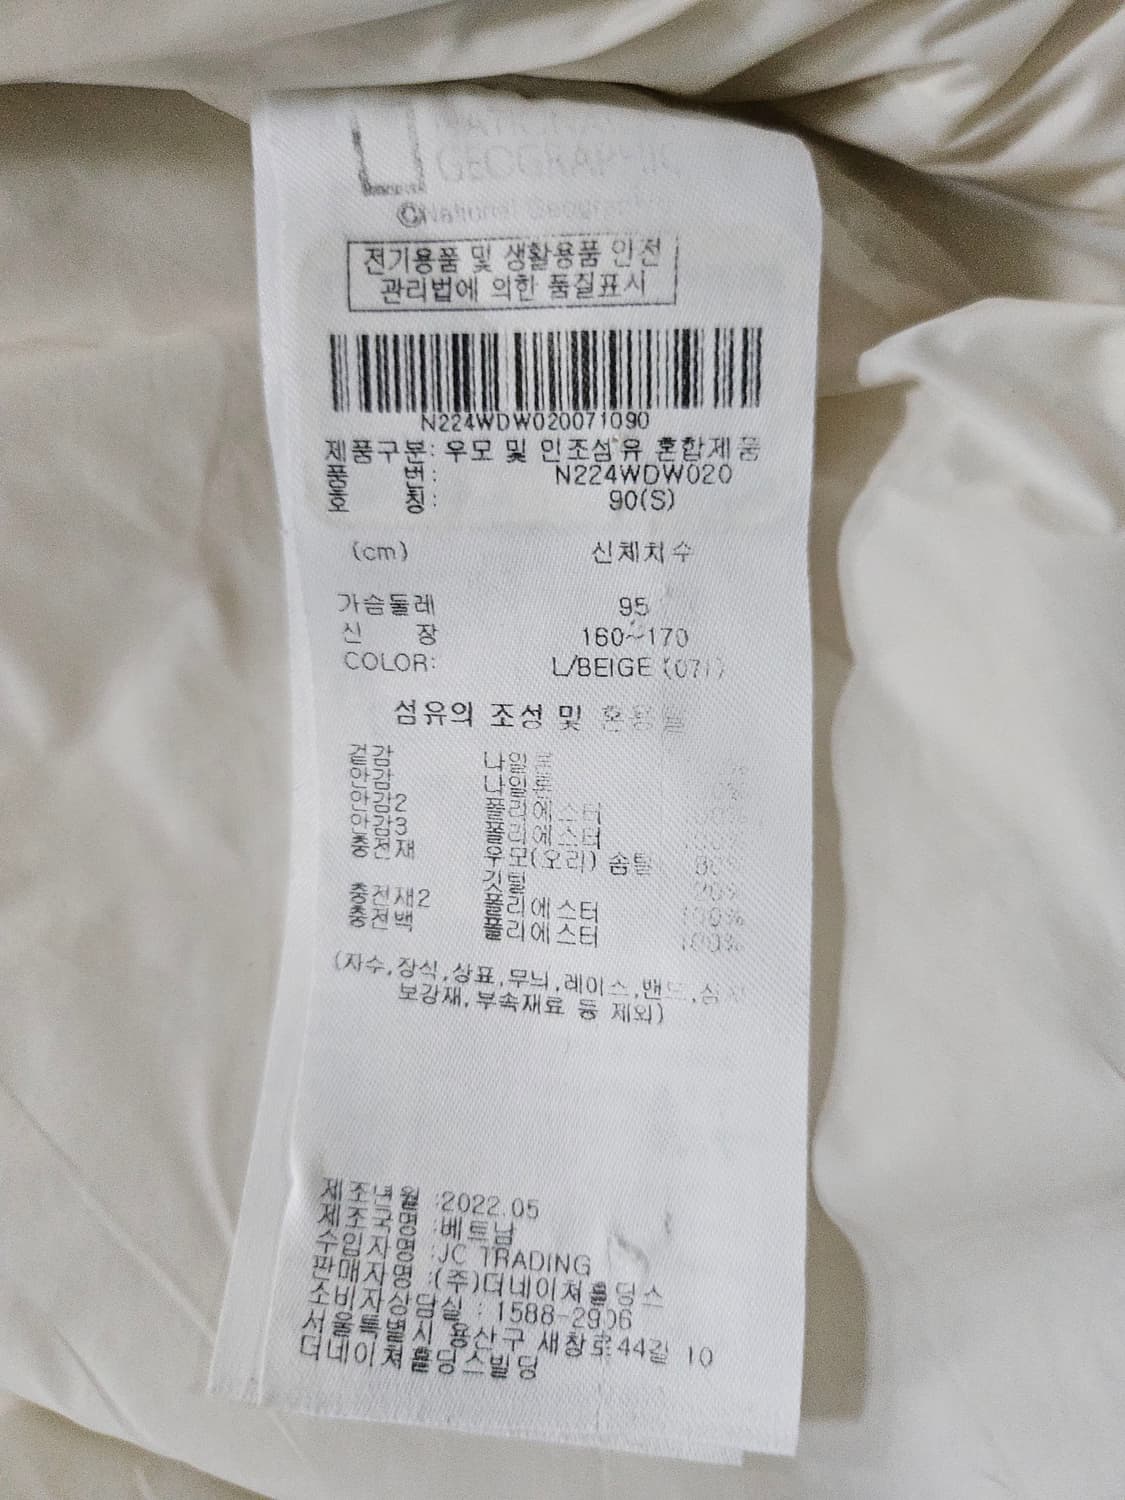 NATIONAL
GEOGRAPHIC
©National Geographic
전기용품 및 생활용품 안전
관리법에 의한 품질표시
N224WDW020071090
제품구분: 우모 및 인조섬유 혼합제품
품 번: N224WDW020
호 칭: 90(S)
(cm) 신체치수
가슴둘레 95
신 장 160~170
COLOR: L/BEIGE (071)
섬유의 조성 및 혼용율
겉감 나일론
안감 나일론
안감2 폴리에스터 100%
안감3 폴리에스터 100%
충전재 우모(오리) 솜털 80%
깃털 20%
충전재2 폴리에스터 100%
충전백 폴리에스터 100%
(자수,장식,상표,무늬,레이스,밴드,심지
보강재,부속재료 등 제외)
제조년월 :2022.05
제조국명 :베트남
수입자명 :JC TRADING
판매자명 :(주)더네이쳐홀딩스
소비자상담실 : 1588-2906
서울특별시 용산구 새창로44길 10
더네이쳐홀딩스빌딩